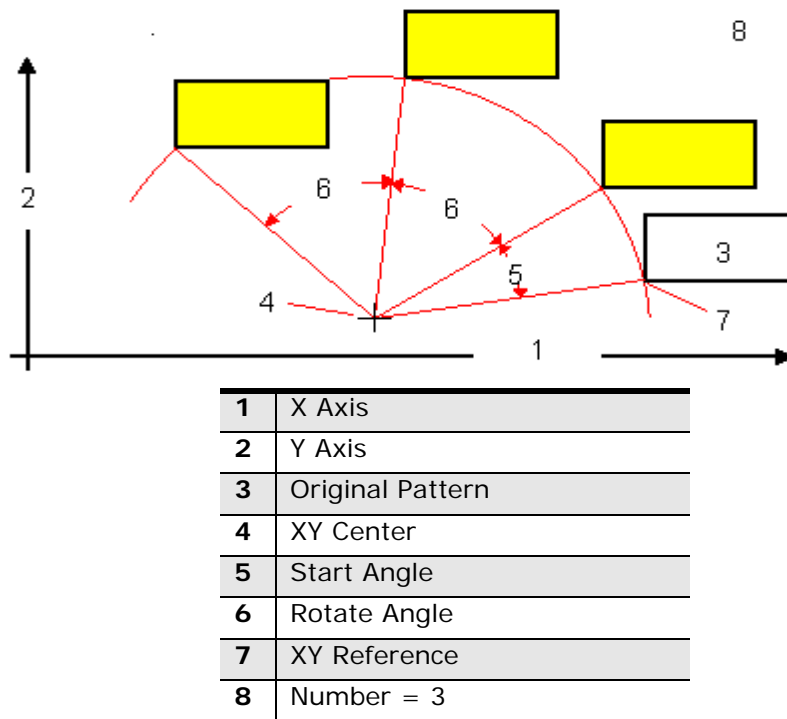 8
6
2
6
3
5
4
7
1
1 X Axis
2 Y Axis
3 Original Pattern
4 XY Center
5 Start Angle
6 Rotate Angle
7 XY Reference
8 Number = 3